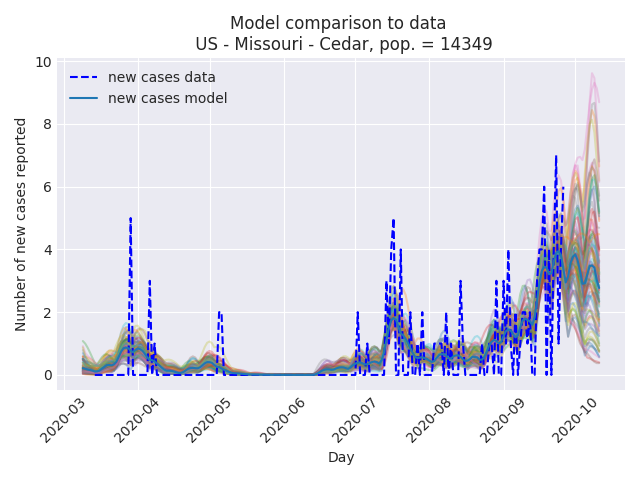 Model comparison to data
US - Missouri - Cedar, pop. = 14349
new cases data
new cases model
Number of new cases reported
10
8
6
4
2
0
2020-03
2020-04
2020-05
2020-06
2020-07
2020-08
2020-09
2020-10
Day